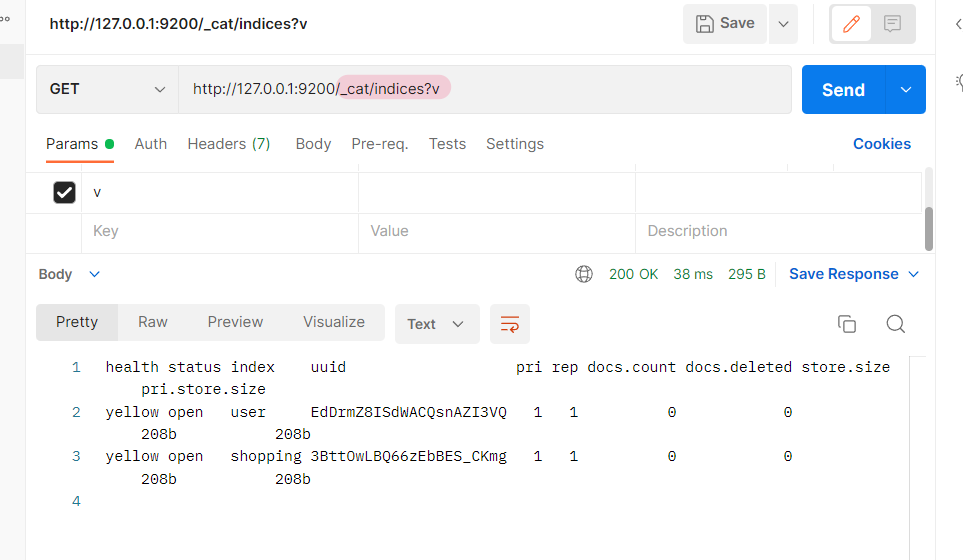 http://127.0.0.1:9200/_cat/indices?v
Save
GET
http://127.0.0.1:9200/_cat/indices?v
Send
Params
Auth
Headers (7)
Body
Pre-req.
Tests
Settings
Cookies
v
Key
Value
Description
Body
200 OK
38 ms
295 B
Save Response
Pretty
Raw
Preview
Visualize
Text
1 health status index uuid pri rep docs.count docs.deleted store.size
pri.store.size
2 yellow open user EdDrmZ8ISdWACQsnAZI3VQ 1 1 0 0
208b 208b
3 yellow open shopping 3BttOwLBQ66zEbBES_CKmg 1 1 0 0
208b 208b
4